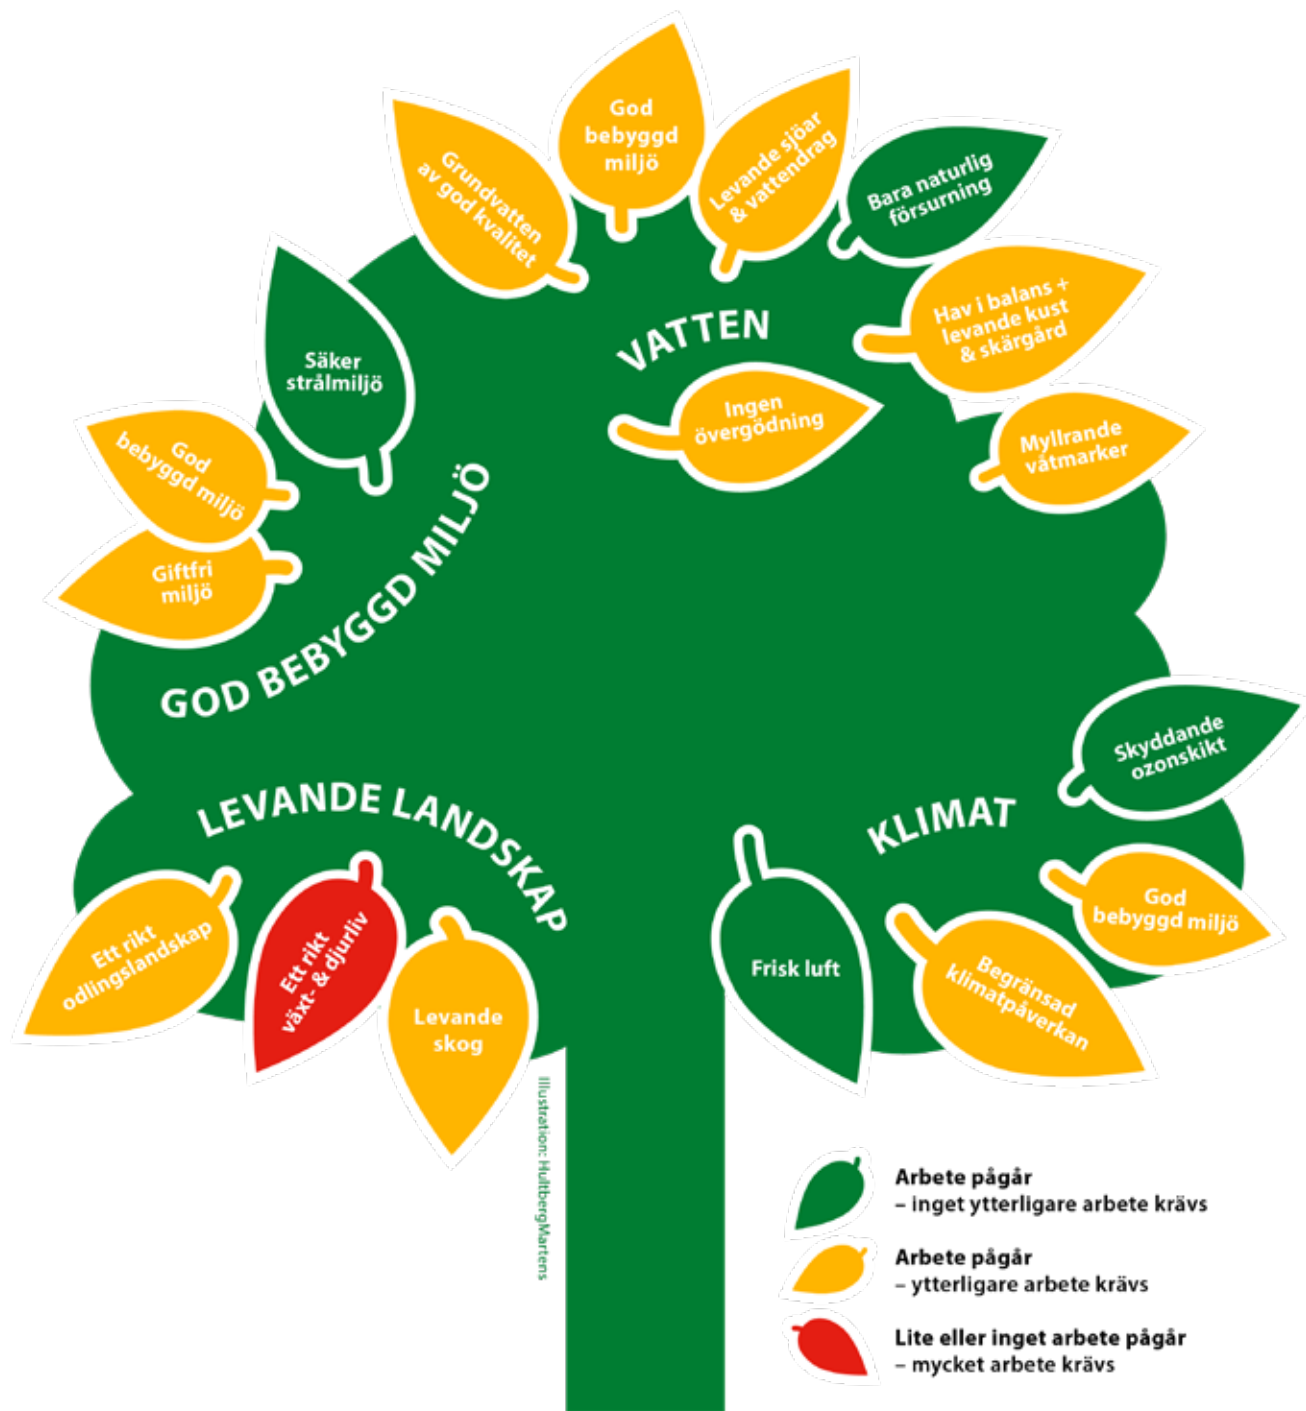 God
bebyggd
miljö
Grundvatten
av god kvalitet
Levande sjöar
& vattendrag
Bara naturlig
försurning
Hav i balans +
levande kust
& skärgård
VATTEN
Ingen
övergödning
Myllrande
våtmarker
Säker
strålmiljö
God
bebyggd miljö
Giftfri
miljö
GOD BEBYGGD MILJÖ
LEVANDE LANDSKAP
Ett rikt
odlingslandskap
Ett rikt
växt- & djurliv
Levande
skog
KLIMAT
Skyddande
ozonskikt
God
bebyggd miljö
Begränsad
klimatpåverkan
Frisk luft
Illustration: HultbergMartens
Arbete pågår
– inget ytterligare arbete krävs
Arbete pågår
– ytterligare arbete krävs
Lite eller inget arbete pågår
– mycket arbete krävs